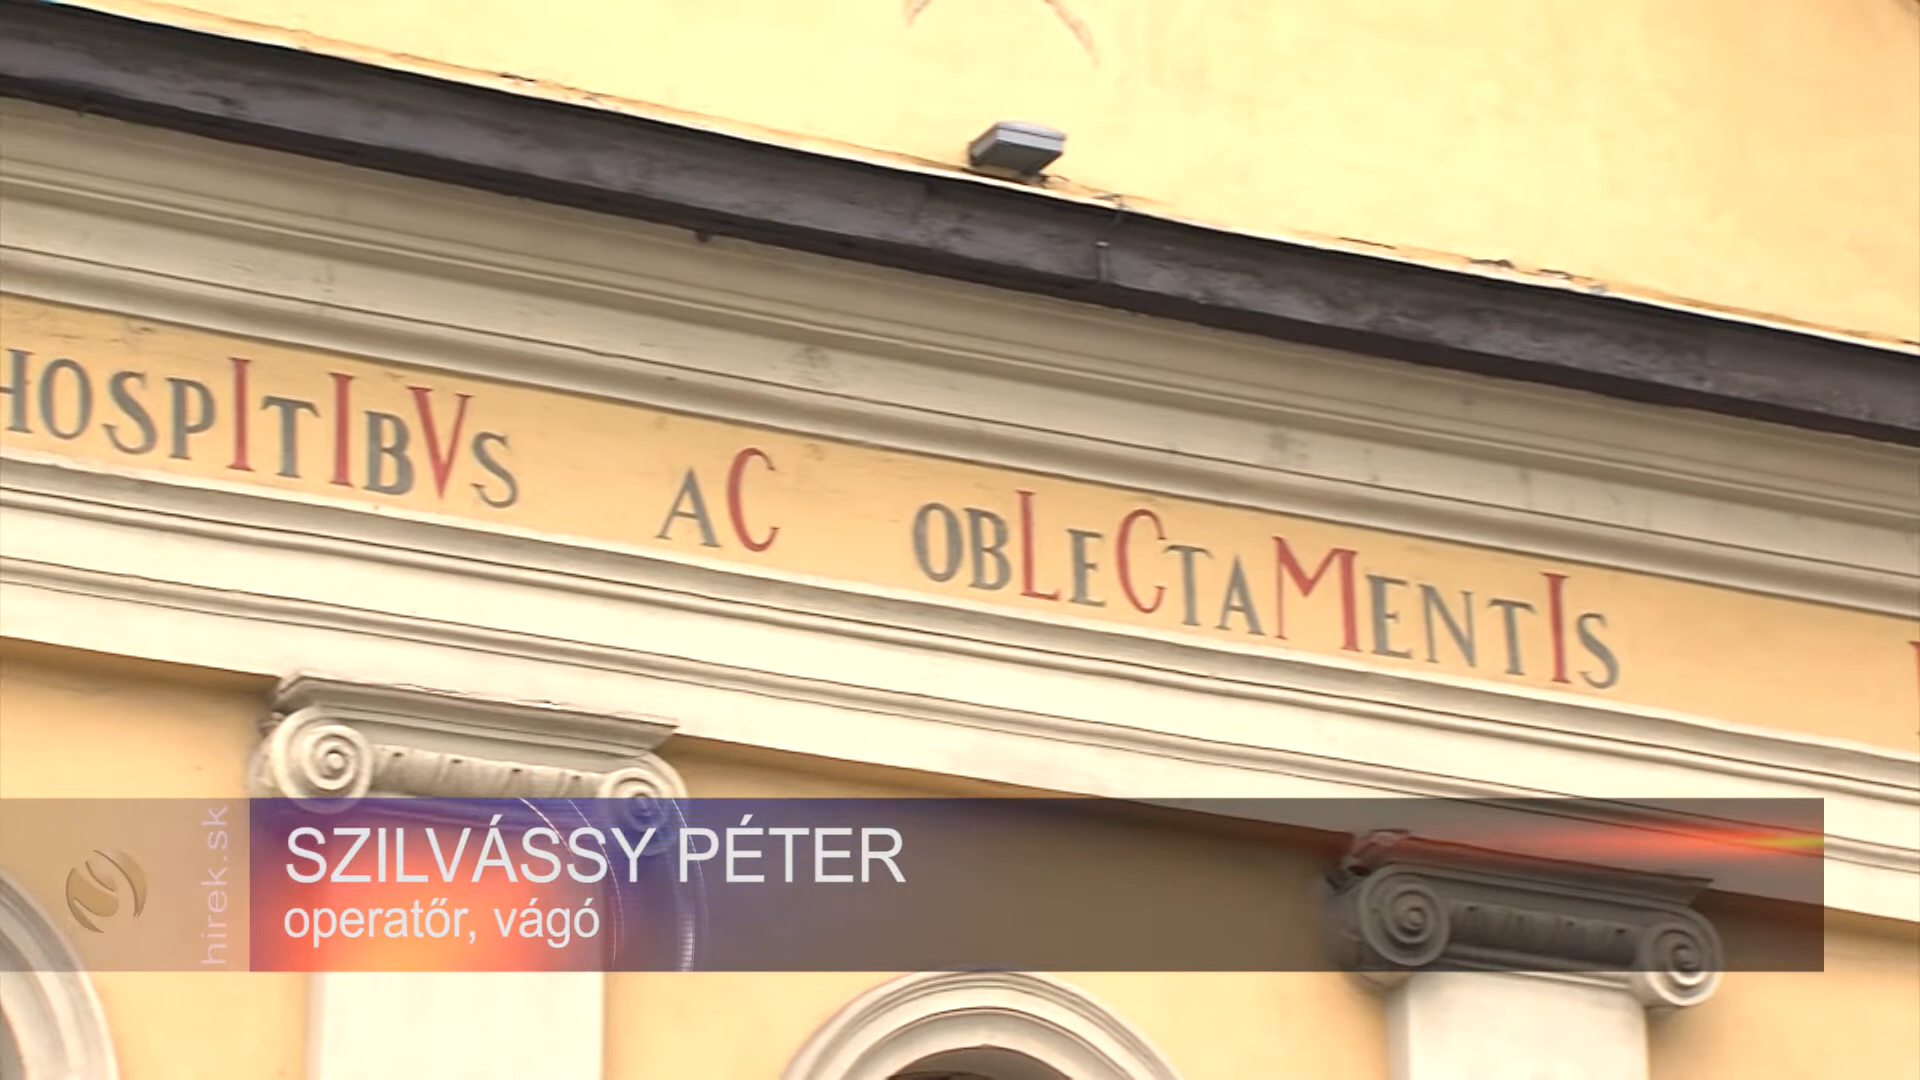 HOSPITIBVS AC OBLECTAMENTIS
hirek.sk
SZILVÁSSY PÉTER
operatőr, vágó